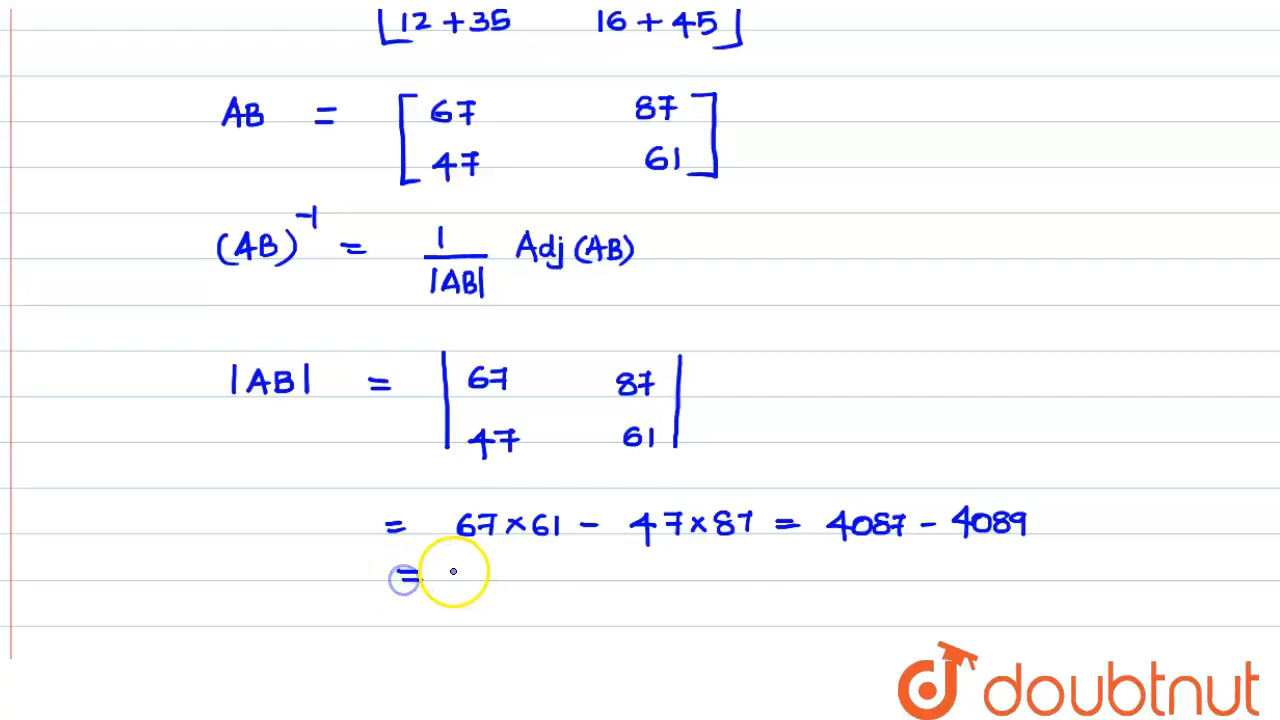 [12 + 35 16 + 45]
AB = [67 87
47 61]
(AB)⁻¹ = 1/|AB| Adj (AB)
|AB| = |67 87|
|47 61|
= 67 × 61 - 47 × 87 = 4087 - 4089
=
doubtnut